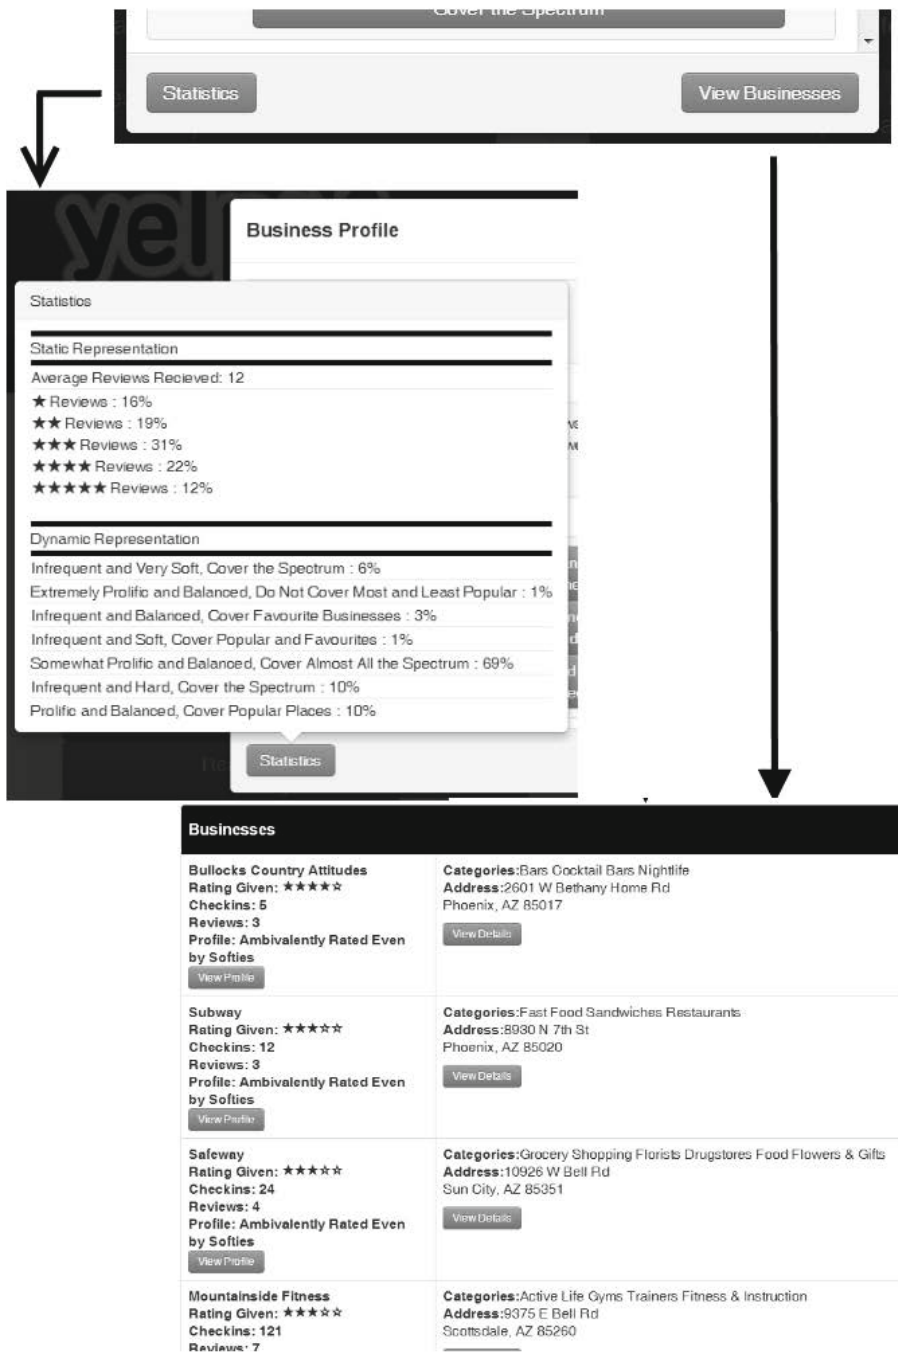 Cover the Spectrum
Statistics
View Businesses
Business Profile
Statistics
Static Representation
Average Reviews Recieved: 12
★ Reviews : 16%
★★ Reviews : 19%
★★★ Reviews : 31%
★★★★ Reviews : 22%
★★★★★ Reviews : 12%
Dynamic Representation
Infrequent and Very Soft, Cover the Spectrum : 6%
Extremely Prolific and Balanced, Do Not Cover Most and Least Popular : 1%
Infrequent and Balanced, Cover Favourite Businesses : 3%
Infrequent and Soft, Cover Popular and Favourites : 1%
Somewhat Prolific and Balanced, Cover Almost All the Spectrum : 69%
Infrequent and Hard, Cover the Spectrum : 10%
Prolific and Balanced, Cover Popular Places : 10%
Statistics
Businesses
Bullocks Country Attitudes
Rating Given: ★★★★☆
Checkins: 5
Reviews: 3
Profile: Ambivalently Rated Even
by Softies
View Profile
Categories:Bars Cocktail Bars Nightlife
Address:2601 W Bethany Home Rd
Phoenix, AZ 85017
View Details
Subway
Rating Given: ★★★☆☆
Checkins: 12
Reviews: 3
Profile: Ambivalently Rated Even
by Softies
View Profile
Categories:Fast Food Sandwiches Restaurants
Address:8930 N 7th St
Phoenix, AZ 85020
View Details
Safeway
Rating Given: ★★★☆☆
Checkins: 24
Reviews: 4
Profile: Ambivalently Rated Even
by Softies
View Profile
Categories:Grocery Shopping Florists Drugstores Food Flowers & Gifts
Address:10926 W Bell Rd
Sun City, AZ 85351
View Details
Mountainside Fitness
Rating Given: ★★★☆☆
Checkins: 121
Reviews: 7
Categories:Active Life Gyms Trainers Fitness & Instruction
Address:9375 E Bell Rd
Scottsdale, AZ 85260